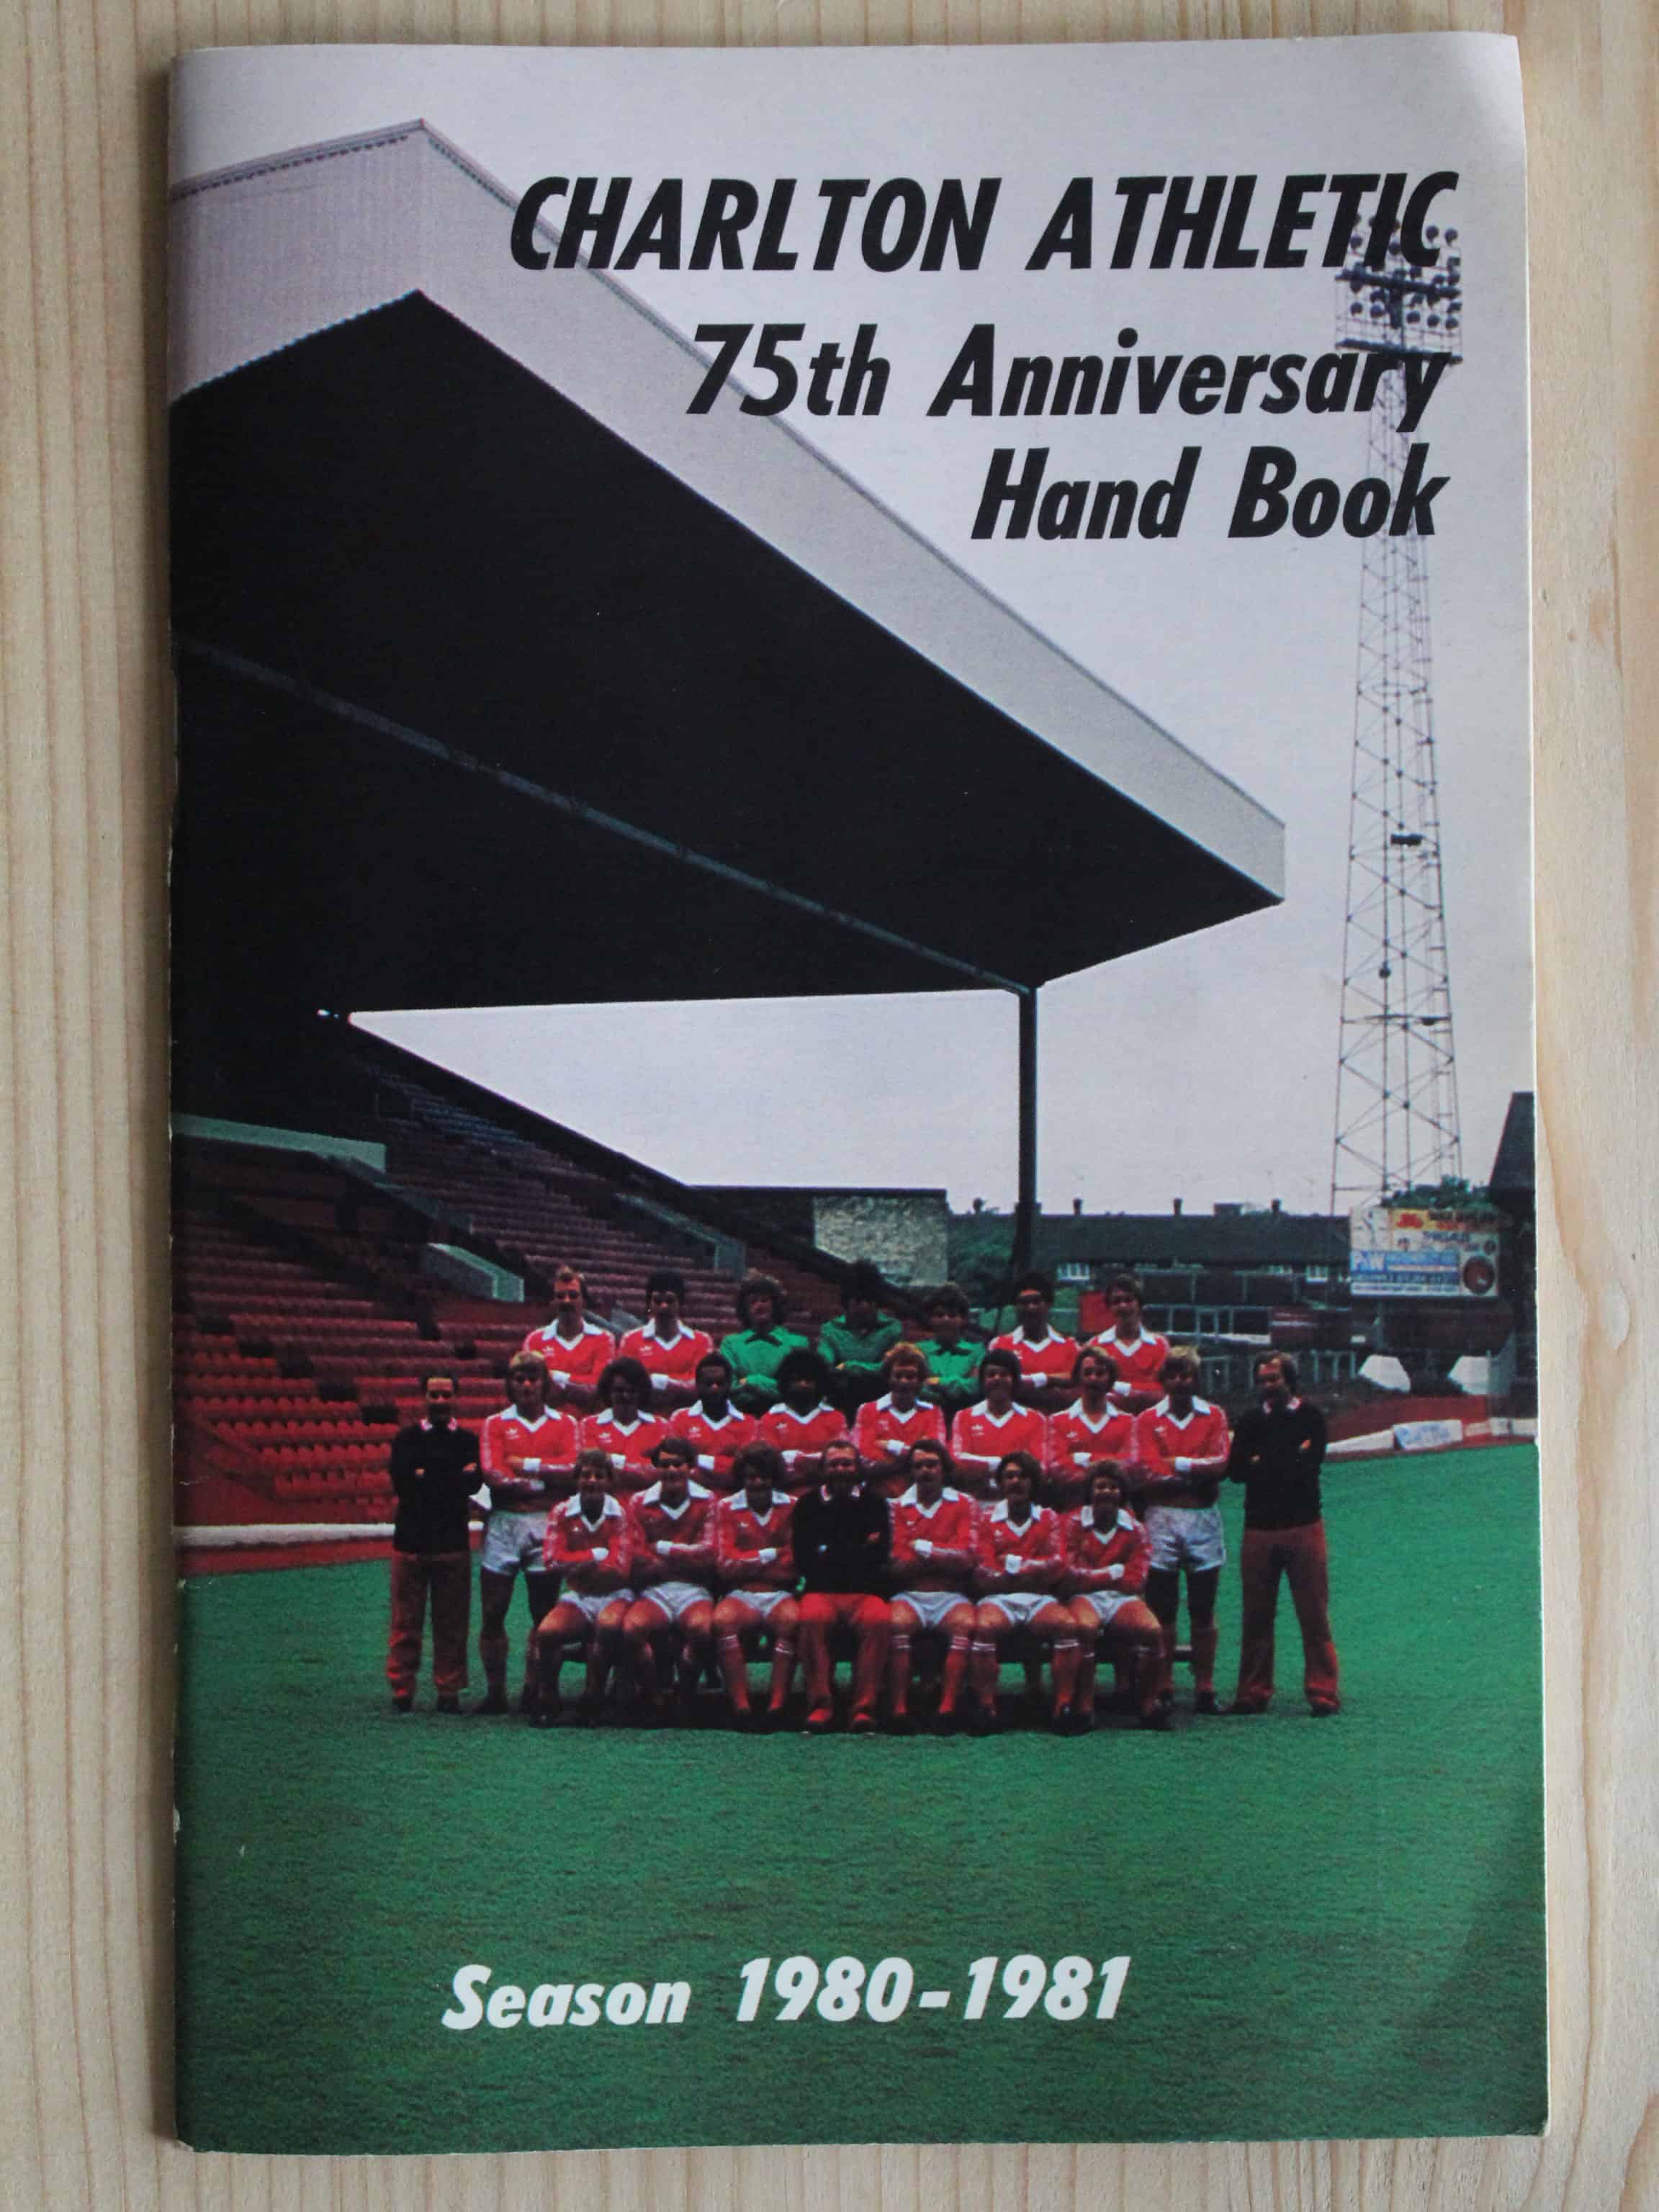 CHARLTON ATHLETIC
75th Anniversary
Hand Book
Season 1980-1981